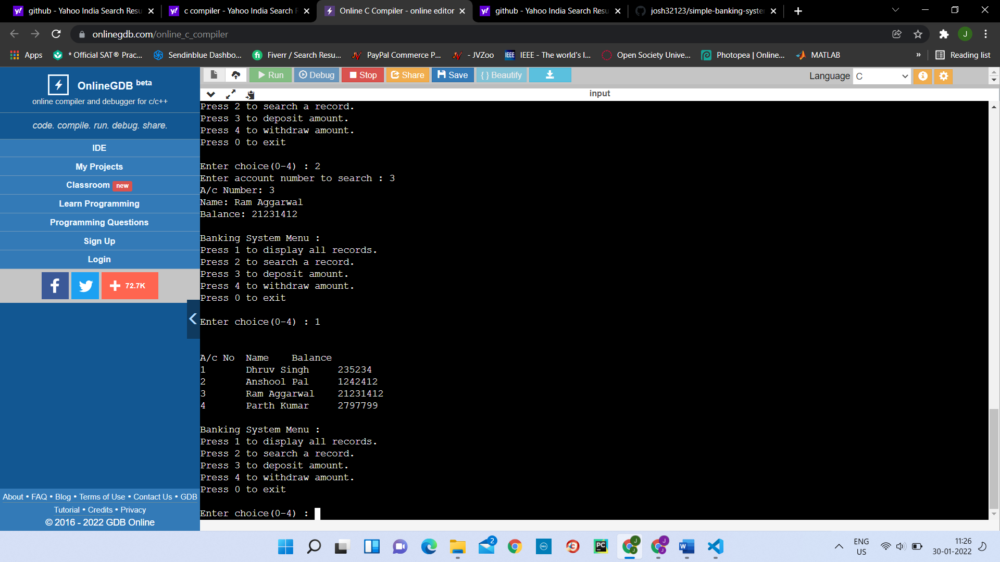 github - Yahoo India Search Resu
c compiler - Yahoo India Search R
Online C Compiler - online editor
github - Yahoo India Search Resu
josh32123/simple-banking-syste
onlinegdb.com/online_c_compiler
J
Apps
* Official SAT® Prac...
Sendinblue Dashbo...
Fiverr / Search Resu...
PayPal Commerce P...
- JVZoo
IEEE - The world's l...
Open Society Unive...
Photopea | Online...
MATLAB
»
Reading list
OnlineGDB beta
online compiler and debugger for c/c++
code. compile. run. debug. share.
IDE
My Projects
Classroom new
Learn Programming
Programming Questions
Sign Up
Login
72.7K
About • FAQ • Blog • Terms of Use • Contact Us • GDB
Tutorial • Credits • Privacy
© 2016 - 2022 GDB Online
Run
Debug
Stop
Share
Save
{ } Beautify
Language C
input
Press 2 to search a record.
Press 3 to deposit amount.
Press 4 to withdraw amount.
Press 0 to exit
Enter choice(0-4) : 2
Enter account number to search : 3
A/c Number: 3
Name: Ram Aggarwal
Balance: 21231412
Banking System Menu :
Press 1 to display all records.
Press 2 to search a record.
Press 3 to deposit amount.
Press 4 to withdraw amount.
Press 0 to exit
Enter choice(0-4) : 1
A/c No Name Balance
1 Dhruv Singh 235234
2 Anshool Pal 1242412
3 Ram Aggarwal 21231412
4 Parth Kumar 2797799
Banking System Menu :
Press 1 to display all records.
Press 2 to search a record.
Press 3 to deposit amount.
Press 4 to withdraw amount.
Press 0 to exit
Enter choice(0-4) :
2
DELL
PC
J
J
J
J
W
ENG
US
11:26
30-01-2022